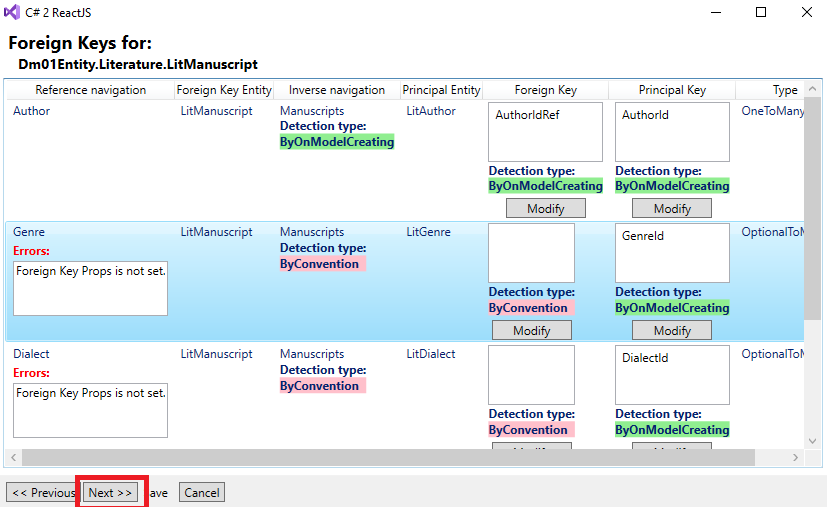 C# 2 ReactJS
Foreign Keys for:
Dm01Entity.Literature.LitManuscript
Reference navigation Foreign Key Entity Inverse navigation Principal Entity Foreign Key Principal Key Type
Author LitManuscript Manuscripts LitAuthor AuthorIdRef AuthorId OneToMany
Detection type:
ByOnModelCreating
Detection type: Detection type:
ByOnModelCreating ByOnModelCreating
Modify Modify
Genre LitManuscript Manuscripts LitGenre GenreId OptionalToM
Errors: Detection type:
Foreign Key Props is not set. ByConvention
Detection type: Detection type:
ByConvention ByOnModelCreating
Modify Modify
Dialect LitManuscript Manuscripts LitDialect DialectId OptionalToM
Errors: Detection type:
Foreign Key Props is not set. ByConvention
Detection type: Detection type:
ByConvention ByOnModelCreating
<< Previous Next >> ave Cancel